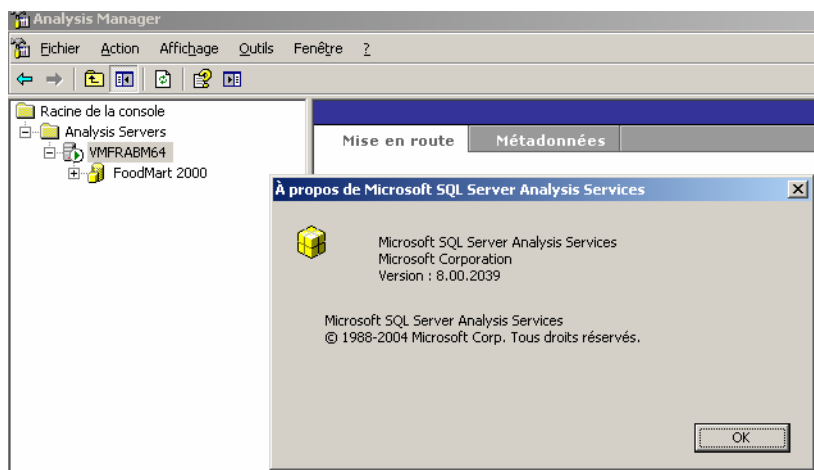 Analysis Manager
Eichier Action Affichage Outils Fenêtre ?
Racine de la console
Analysis Servers
VMFRABM64
FoodMart 2000
Mise en route Métadonnées
À propos de Microsoft SQL Server Analysis Services
Microsoft SQL Server Analysis Services
Microsoft Corporation
Version : 8.00.2039
Microsoft SQL Server Analysis Services
© 1988-2004 Microsoft Corp. Tous droits réservés.
OK